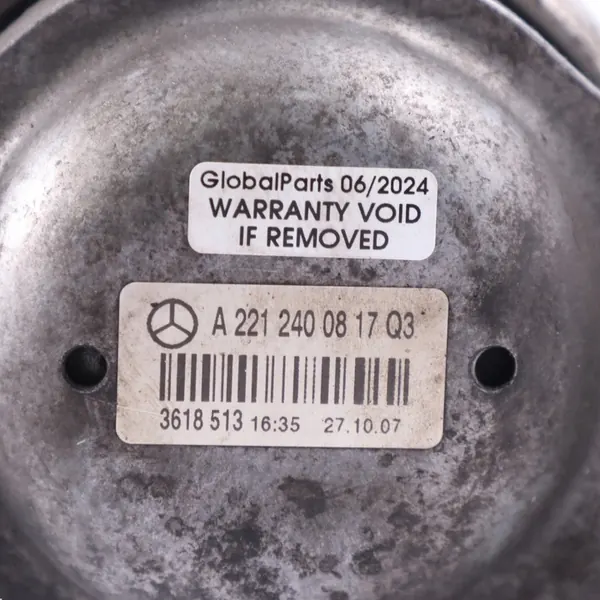 GlobalParts 06/2024
WARRANTY VOID
IF REMOVED
A 221 240 08 17 Q3
3618 513 16:35 27.10.07